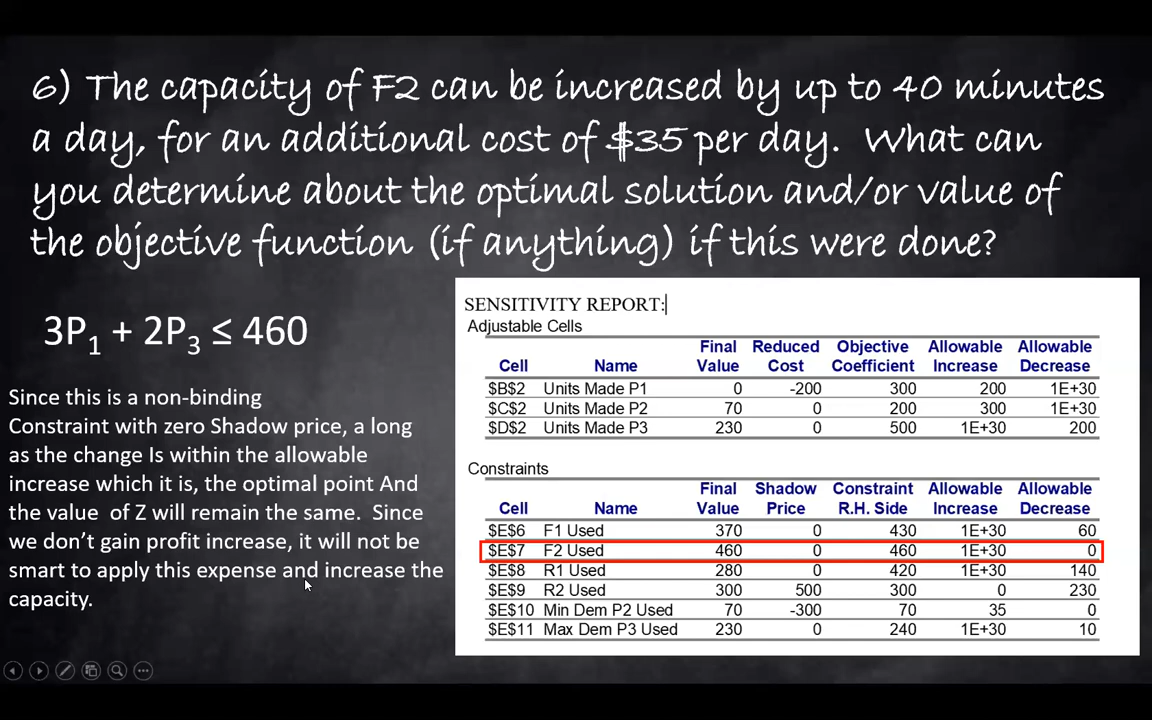 6) The capacity of F2 can be increased by up to 40 minutes
a day, for an additional cost of $35 per day. What can
you determine about the optimal solution and/or value of
the objective function (if anything) if this were done?
3P1 + 2P3 ≤ 460
Since this is a non-binding
Constraint with zero Shadow price, a long
as the change Is within the allowable
increase which it is, the optimal point And
the value of Z will remain the same. Since
we don't gain profit increase, it will not be
smart to apply this expense and increase the
capacity.
SENSITIVITY REPORT:
Adjustable Cells
Final Reduced Objective Allowable Allowable
Cell Name Value Cost Coefficient Increase Decrease
$B$2 Units Made P1 0 -200 300 200 1E+30
$C$2 Units Made P2 70 0 200 300 1E+30
$D$2 Units Made P3 230 0 500 1E+30 200
Constraints
Final Shadow Constraint Allowable Allowable
Cell Name Value Price R.H. Side Increase Decrease
$E$6 F1 Used 370 0 430 1E+30 60
$E$7 F2 Used 460 0 460 1E+30 0
$E$8 R1 Used 280 0 420 1E+30 140
$E$9 R2 Used 300 500 300 0 230
$E$10 Min Dem P2 Used 70 -300 70 35 0
$E$11 Max Dem P3 Used 230 0 240 1E+30 10